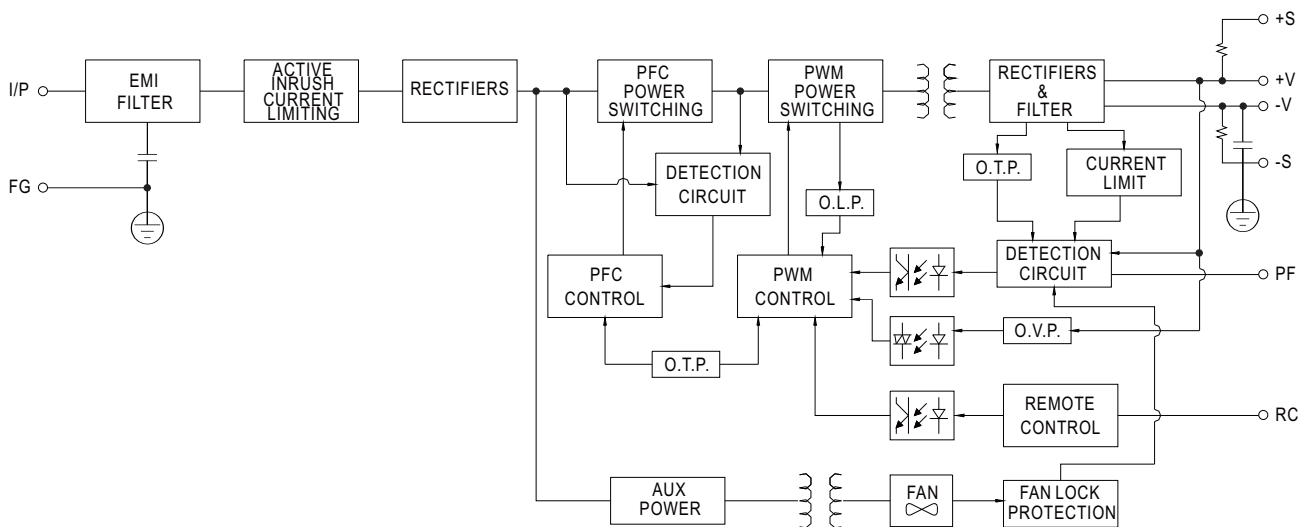 +S
I/P
EMI
FILTER
ACTIVE
INRUSH
CURRENT
LIMITING
RECTIFIERS
PFC
POWER
SWITCHING
PWM
POWER
SWITCHING
RECTIFIERS
&
FILTER
+V
-V
FG
DETECTION
CIRCUIT
O.L.P.
O.T.P.
CURRENT
LIMIT
-S
PFC
CONTROL
PWM
CONTROL
DETECTION
CIRCUIT
PF
O.V.P.
O.T.P.
REMOTE
CONTROL
RC
AUX
POWER
FAN
FAN LOCK
PROTECTION